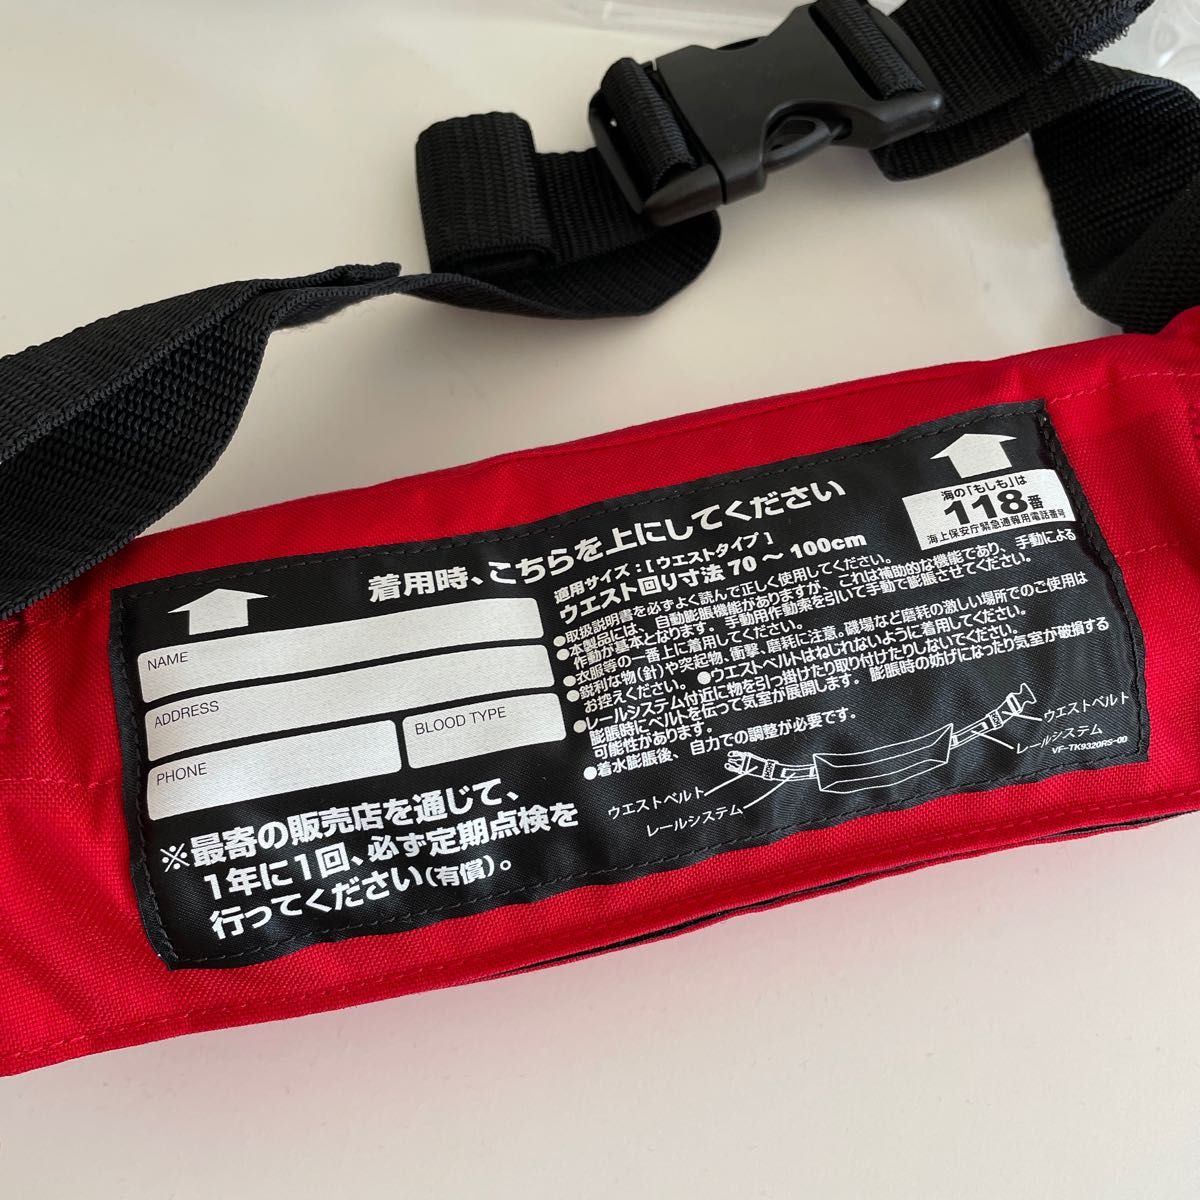 着用時、こちらを上にしてください
海の「もしも」は
118番
海上保安庁緊急通報用電話番号
NAME
ADDRESS
PHONE
BLOOD TYPE
※最寄の販売店を通じて、
1年に1回、必ず定期点検を
行ってください(有償)。
適用サイズ：[ウエストタイプ]
ウエスト回り寸法 70～100cm
●取扱説明書を必ずよく読んで正しく使用してください。
●本製品には、自動膨脹機能がありますが、これは補助的な機能であり、手動による
作動が基本となります。手動用作動索を引いて手動で膨脹させてください。
●衣服等の一番上に着用してください。
●鋭利な物(針)や突起物、衝撃、磨耗に注意。磯場など磨耗の激しい場所でのご使用は
お控えください。●ウエストベルトはねじれないように着用してください。
●レールシステム付近に物を引っ掛けたり取り付けたりしないでください。
膨脹時にベルトを伝って気室が展開します。膨脹時の妨げになったり気室が破損する
可能性があります。
●着水膨脹後、自力での調整が必要です。
ウエストベルト
レールシステム
VF-TK9320RS-00
ウエストベルト
レールシステム